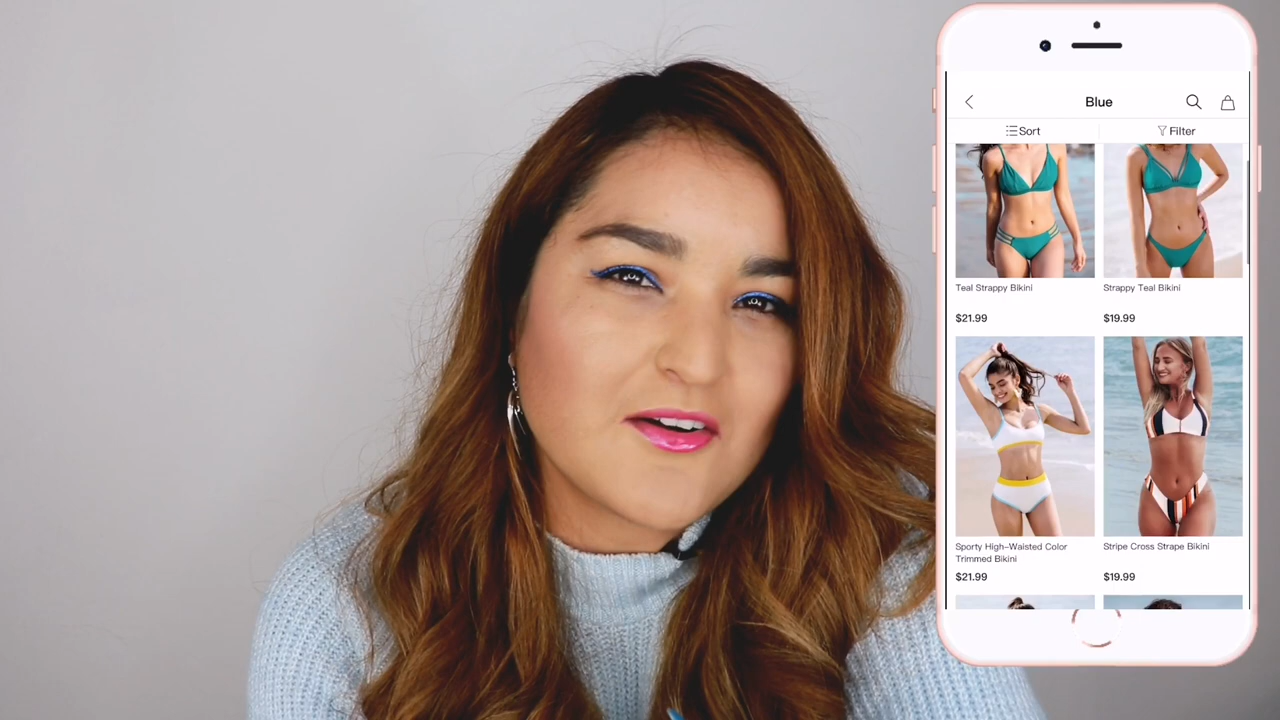 Blue
Sort
Filter
Teal Strappy Bikini
Strappy Teal Bikini
$21.99
$19.99
Sporty High-Waisted Color
Trimmed Bikini
Stripe Cross Strape Bikini
$21.99
$19.99